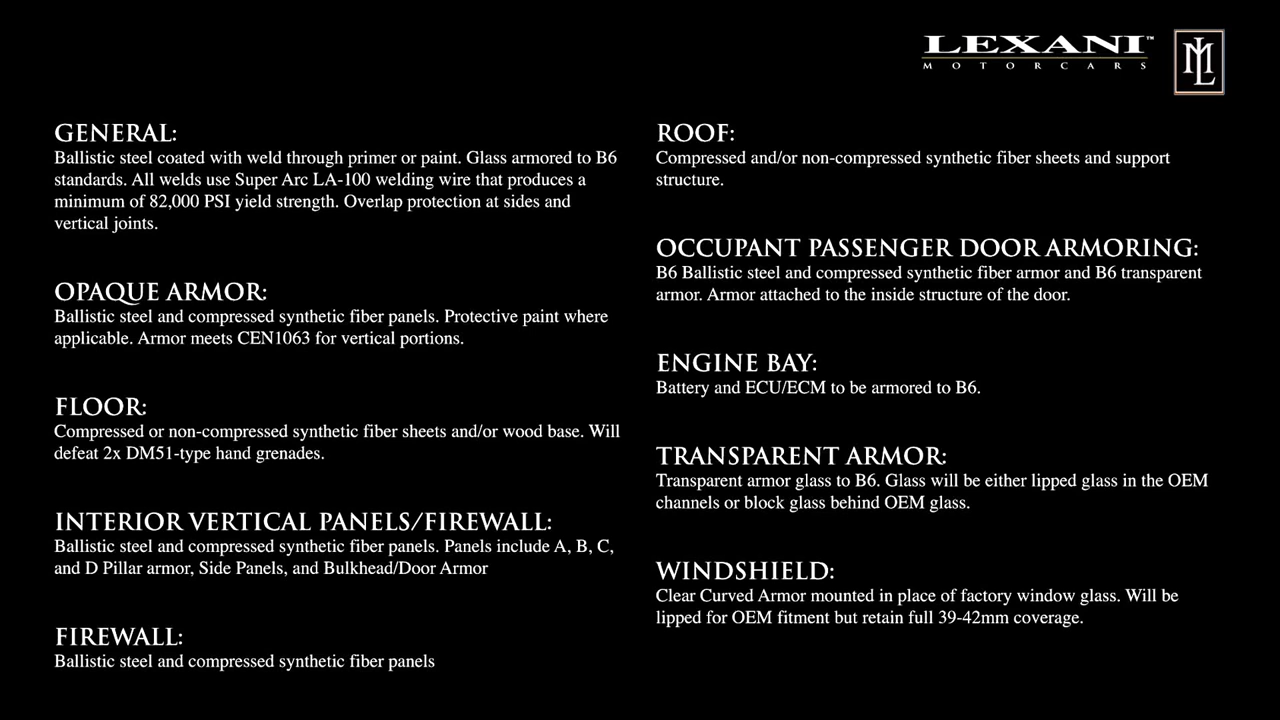 LEXANI™
MOTORCARS
LM
GENERAL:
Ballistic steel coated with weld through primer or paint. Glass armored to B6
standards. All welds use Super Arc LA-100 welding wire that produces a
minimum of 82,000 PSI yield strength. Overlap protection at sides and
vertical joints.
OPAQUE ARMOR:
Ballistic steel and compressed synthetic fiber panels. Protective paint where
applicable. Armor meets CEN1063 for vertical portions.
FLOOR:
Compressed or non-compressed synthetic fiber sheets and/or wood base. Will
defeat 2x DM51-type hand grenades.
INTERIOR VERTICAL PANELS/FIREWALL:
Ballistic steel and compressed synthetic fiber panels. Panels include A, B, C,
and D Pillar armor, Side Panels, and Bulkhead/Door Armor
FIREWALL:
Ballistic steel and compressed synthetic fiber panels
ROOF:
Compressed and/or non-compressed synthetic fiber sheets and support
structure.
OCCUPANT PASSENGER DOOR ARMORING:
B6 Ballistic steel and compressed synthetic fiber armor and B6 transparent
armor. Armor attached to the inside structure of the door.
ENGINE BAY:
Battery and ECU/ECM to be armored to B6.
TRANSPARENT ARMOR:
Transparent armor glass to B6. Glass will be either lipped glass in the OEM
channels or block glass behind OEM glass.
WINDSHIELD:
Clear Curved Armor mounted in place of factory window glass. Will be
lipped for OEM fitment but retain full 39-42mm coverage.